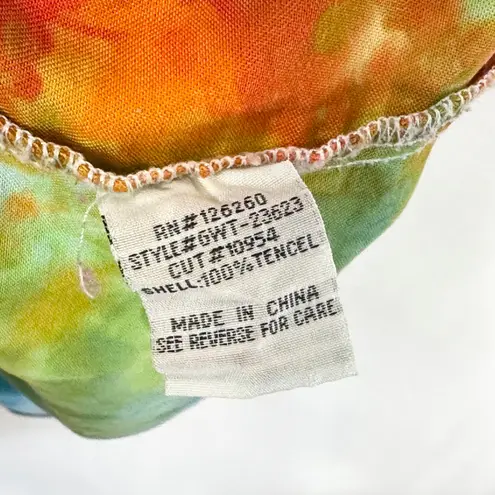 RN#126260
STYLE#GWT-23623
CUT#10954
SHELL:100%TENCEL
MADE IN CHINA
SEE REVERSE FOR CARE